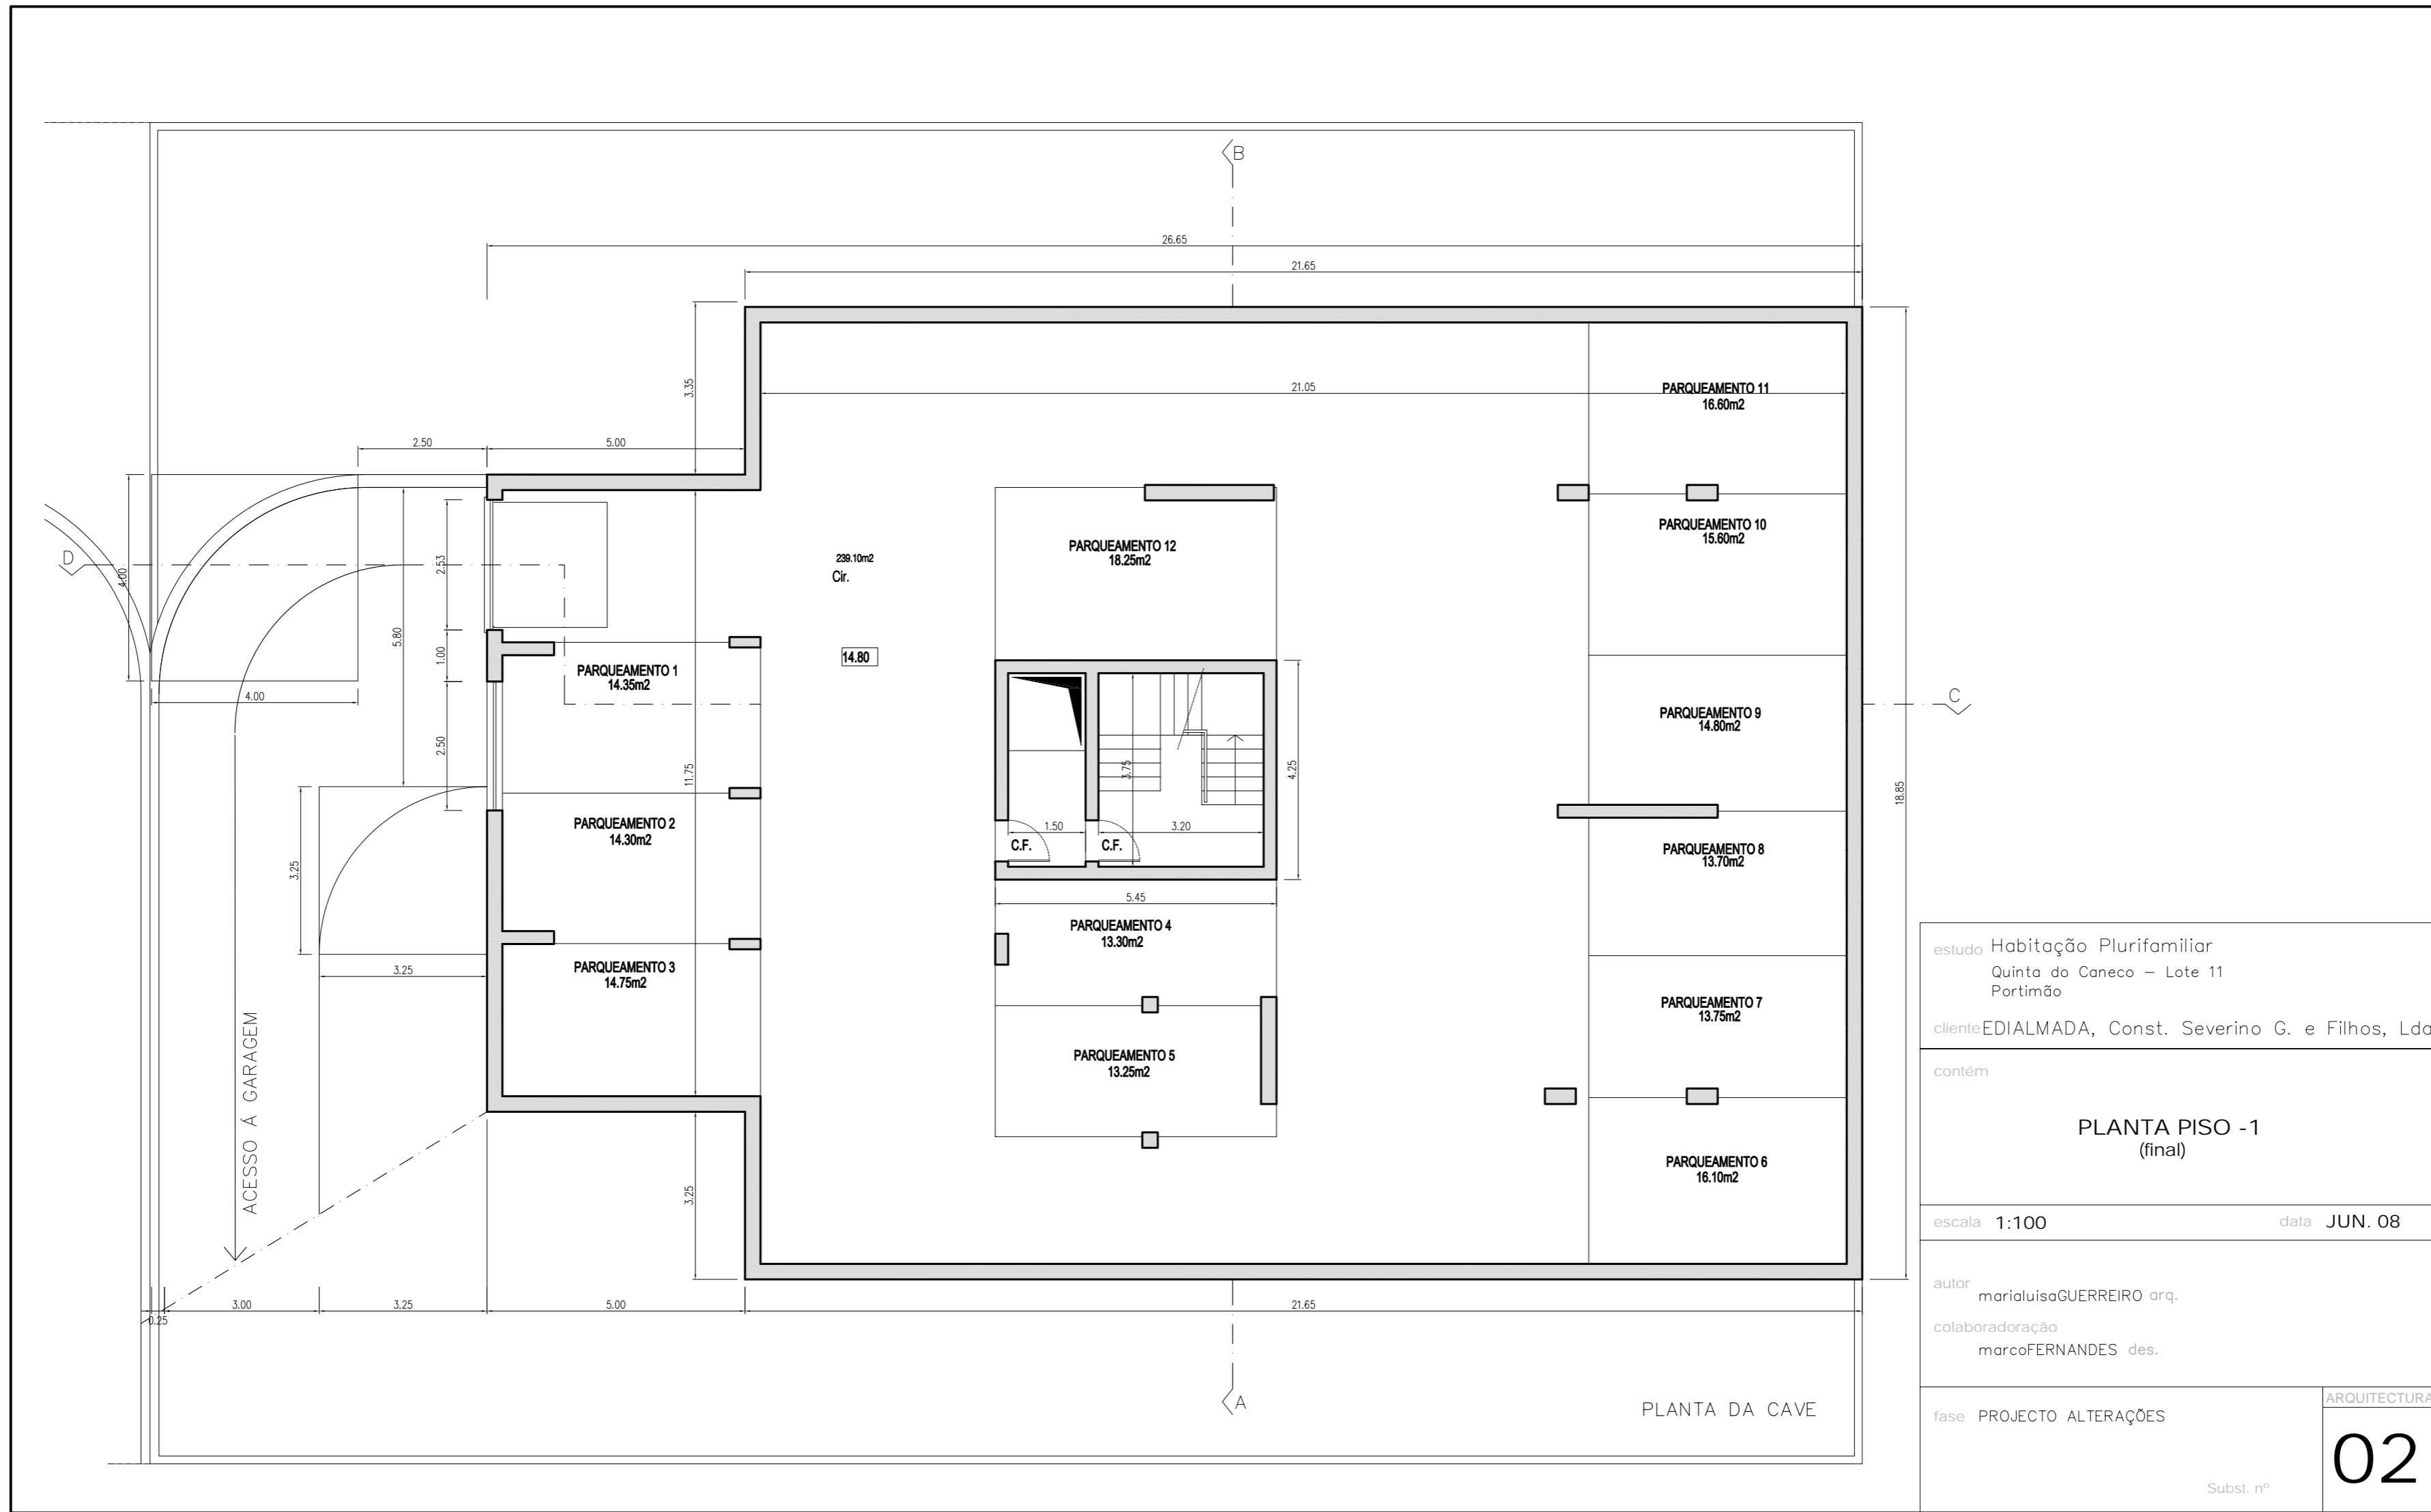 B
26.65
21.65
3.35
21.05
PARQUEAMENTO 11
16.60m2
2.50
5.00
PARQUEAMENTO 12
18.25m2
PARQUEAMENTO 10
15.60m2
239.10m2
Cir.
D
4.00
2.53
5.80
1.00
14.80
PARQUEAMENTO 1
14.35m2
4.00
C
PARQUEAMENTO 9
14.80m2
2.50
11.75
3.75
4.25
18.85
PARQUEAMENTO 2
14.30m2
1.50
3.20
C.F.
C.F.
PARQUEAMENTO 8
13.70m2
3.25
5.45
PARQUEAMENTO 4
13.30m2
PARQUEAMENTO 3
14.75m2
3.25
PARQUEAMENTO 7
13.75m2
PARQUEAMENTO 5
13.25m2
ACESSO Á GARAGEM
PARQUEAMENTO 6
16.10m2
3.25
0.25
3.00
3.25
5.00
21.65
A
PLANTA DA CAVE
estudo Habitação Plurifamiliar
Quinta do Caneco – Lote 11
Portimão
cliente EDIALMADA, Const. Severino G. e Filhos, Lda
contém
PLANTA PISO -1
(final)
escala 1:100 data JUN. 08
autor
marialuisaGUERREIRO arq.
colaboradoração
marcoFERNANDES des.
fase PROJECTO ALTERAÇÕES
ARQUITECTURA
02
Subst. nº